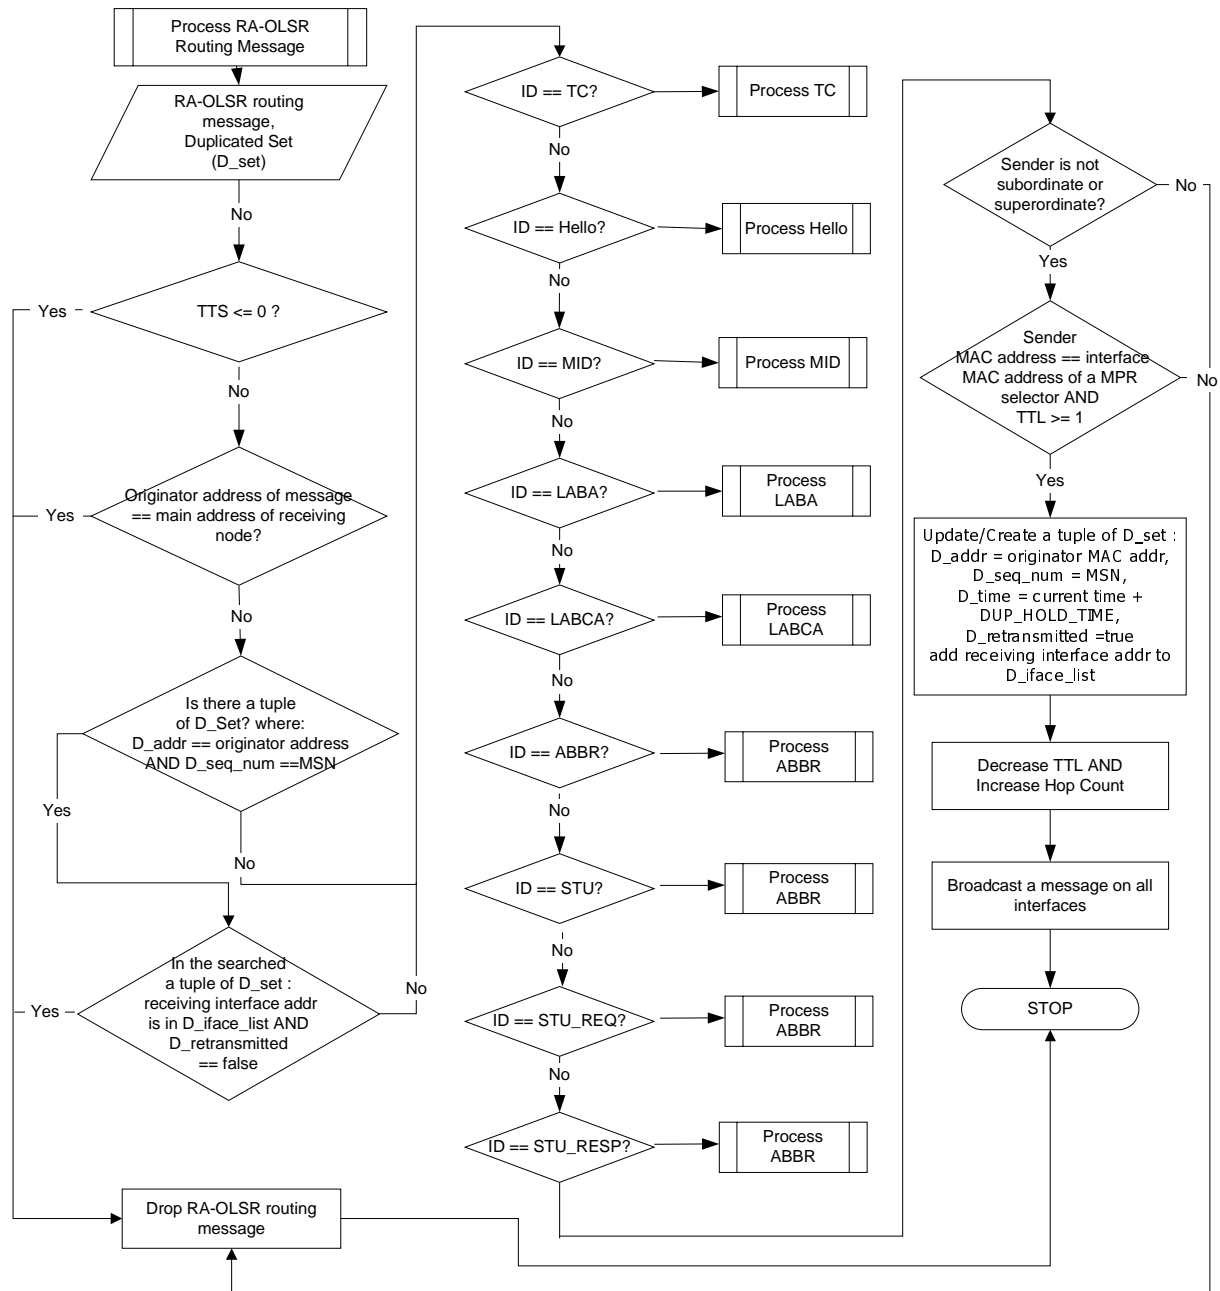 Process RA-OLSR
Routing Message
RA-OLSR routing
message,
Duplicated Set
(D_set)
No
TTS <= 0 ?
Yes
No
Originator address of message
== main address of receiving
node?
Yes
No
Is there a tuple
of D_Set? where:
D_addr == originator address
AND D_seq_num ==MSN
Yes
No
In the searched
a tuple of D_set :
receiving interface addr
is in D_iface_list AND
D_retransmitted
== false
Yes
No
Drop RA-OLSR routing
message
ID == TC?
Process TC
No
ID == Hello?
Process Hello
No
ID == MID?
Process MID
No
ID == LABA?
Process
LABA
No
ID == LABCA?
Process
LABCA
No
ID == ABBR?
Process
ABBR
No
ID == STU?
Process
ABBR
No
ID == STU_REQ?
Process
ABBR
No
ID == STU_RESP?
Process
ABBR
Sender is not
subordinate or
superordinate?
No
Yes
Sender
MAC address == interface
MAC address of a MPR
selector AND
TTL >= 1
No
Yes
Update/Create a tuple of D_set :
D_addr = originator MAC addr,
D_seq_num = MSN,
D_time = current time +
DUP_HOLD_TIME,
D_retransmitted =true
add receiving interface addr to
D_iface_list
Decrease TTL AND
Increase Hop Count
Broadcast a message on all
interfaces
STOP